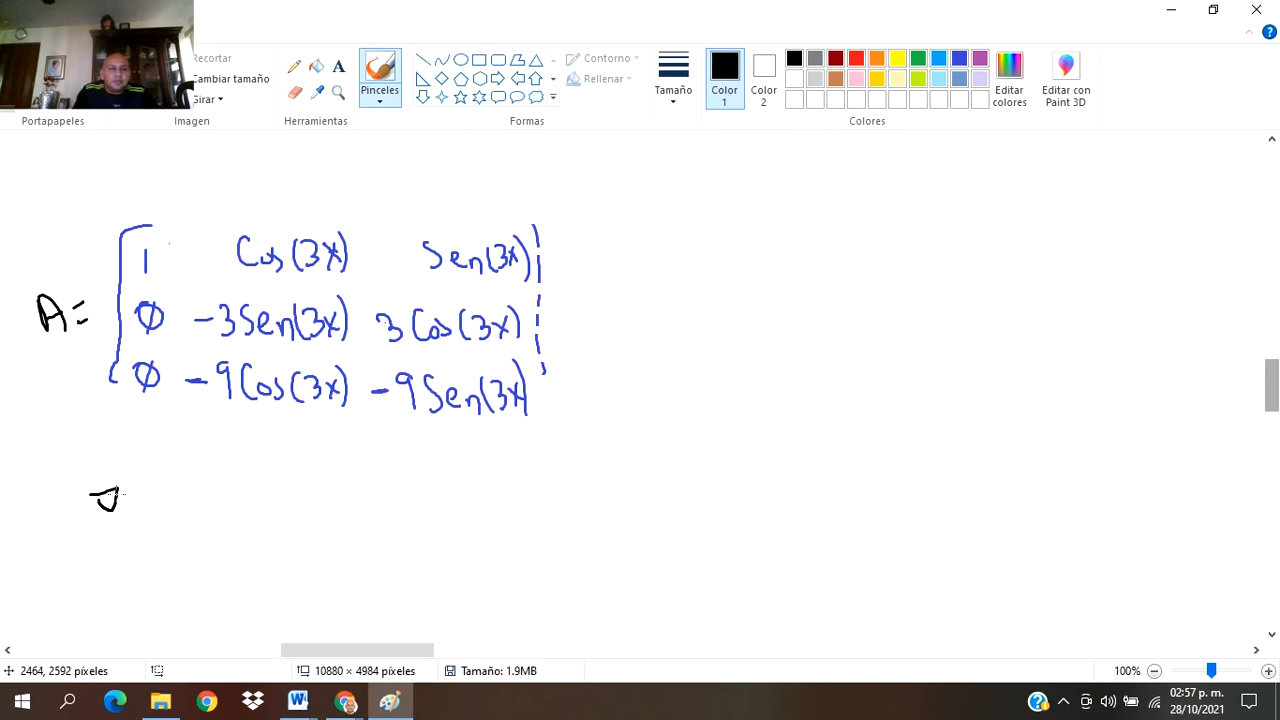 Recortar
Cambiar tamaño
Girar
Pinceles
Contorno
Rellenar
Tamaño
Color 1
Color 2
Editar colores
Editar con Paint 3D
Portapapeles
Imagen
Herramientas
Formas
Colores
A=
1 Cos(3x) Sen(3x)
0 -3Sen(3x) 3Cos(3x)
0 -9Cos(3x) -9Sen(3x)
2464, 2592 píxeles
10880 × 4984 píxeles
Tamaño: 1.9MB
100%
02:57 p. m.
28/10/2021